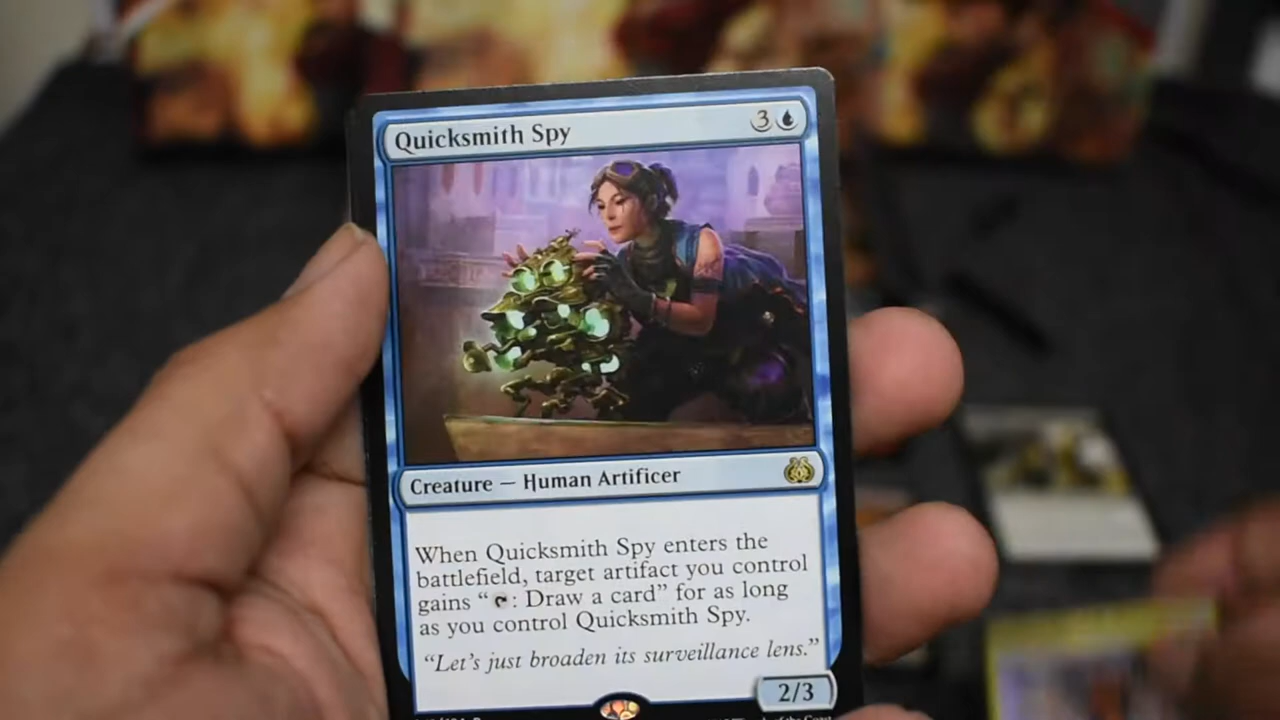 Quicksmith Spy 3
Creature — Human Artificer
When Quicksmith Spy enters the
battlefield, target artifact you control
gains “: Draw a card” for as long
as you control Quicksmith Spy.
“Let’s just broaden its surveillance lens.”
2/3